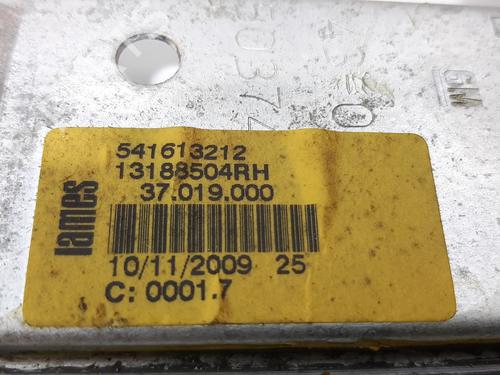 GM
541613212
13188504RH
37.019.000
lames
10/11/2009 25
C: 0001.7